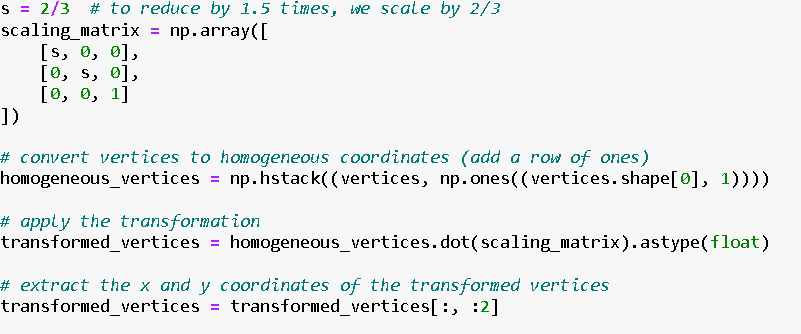 s = 2/3  # to reduce by 1.5 times, we scale by 2/3
scaling_matrix = np.array([
    [s, 0, 0],
    [0, s, 0],
    [0, 0, 1]
])

# convert vertices to homogeneous coordinates (add a row of ones)
homogeneous_vertices = np.hstack((vertices, np.ones((vertices.shape[0], 1))))

# apply the transformation
transformed_vertices = homogeneous_vertices.dot(scaling_matrix).astype(float)

# extract the x and y coordinates of the transformed vertices
transformed_vertices = transformed_vertices[:, :2]